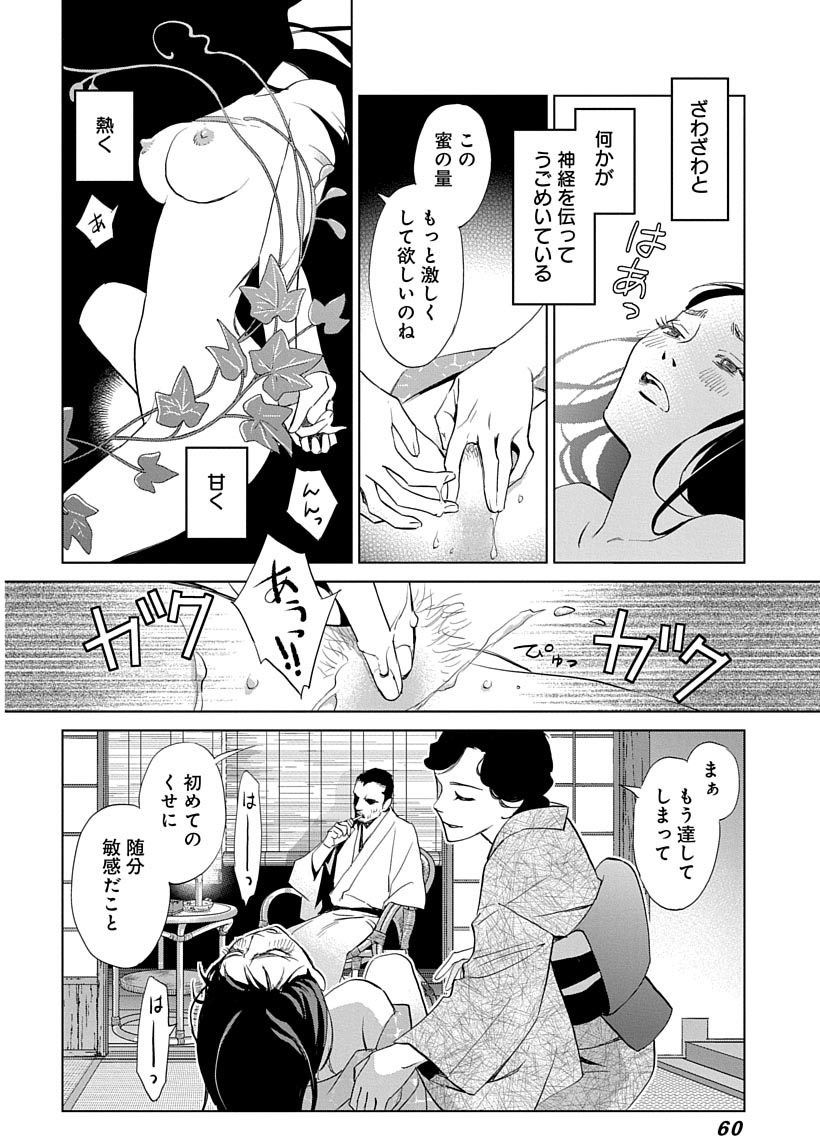 ざわざわと
何かが
神経を伝って
うごめいている
はあっ
この
蜜の量
もっと激しく
して欲しいのね
熱く
あ
甘く
んんっ
ガク
ぴゅっ
あうっ!!
ガク
まぁ
もう達して
しまって
初めての
くせに
随分
敏感だこと
はーっ
はーっ
60